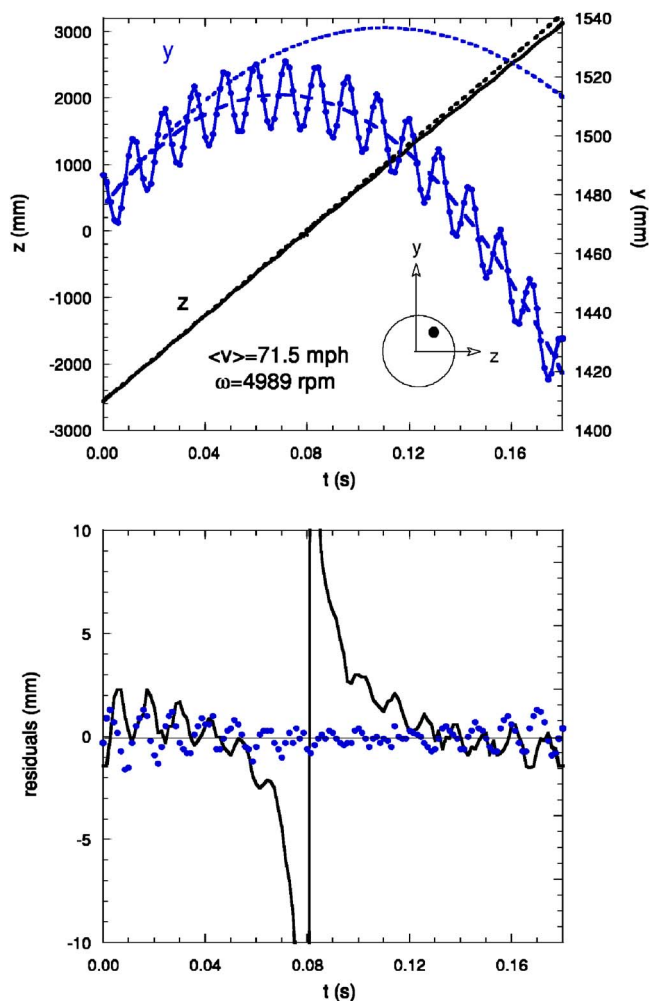 3000
2000
1000
0
-1000
-2000
-3000
z (mm)
1540
1520
1500
1480
1460
1440
1420
1400
y (mm)
y
z
y
z
<v>=71.5 mph
ω=4989 rpm
0.00 0.04 0.08 0.12 0.16
t (s)
10
5
0
-5
-10
residuals (mm)
0.00 0.04 0.08 0.12 0.16
t (s)